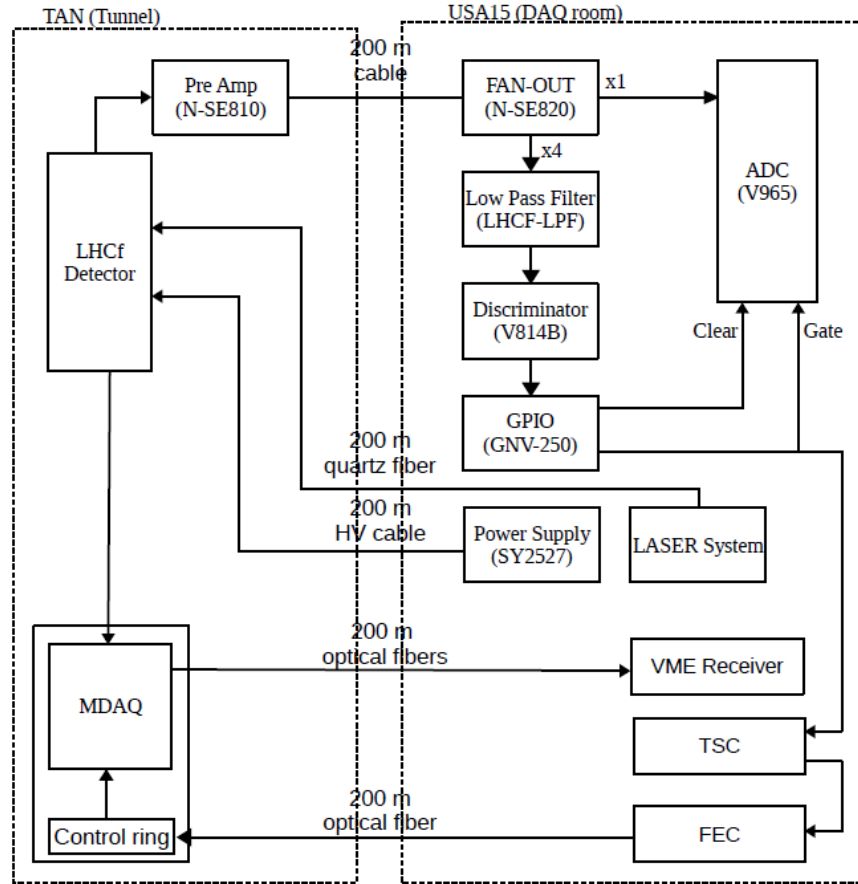 TAN (Tunnel)
USA15 (DAQ room)
200 m
cable
Pre Amp
(N-SE810)
FAN-OUT
(N-SE820)
x1
x4
ADC
(V965)
Low Pass Filter
(LHCF-LPF)
LHCf
Detector
Discriminator
(V814B)
Clear
Gate
GPIO
(GNV-250)
200 m
quartz fiber
200 m
HV cable
Power Supply
(SY2527)
LASER System
200 m
optical fibers
VME Receiver
MDAQ
TSC
200 m
optical fiber
Control ring
FEC